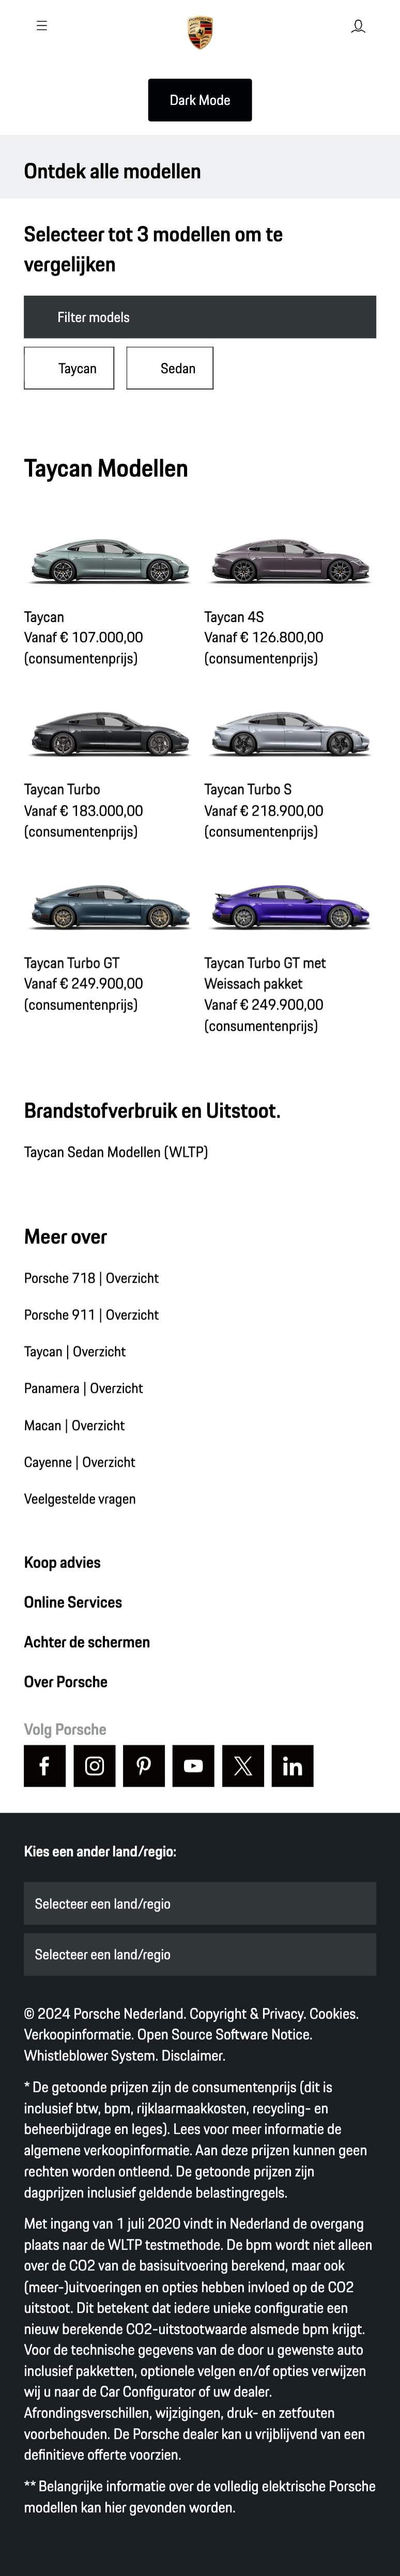 PORSCHE
Dark Mode
Ontdek alle modellen
Selecteer tot 3 modellen om te
vergelijken
Filter models
Taycan
Sedan
Taycan Modellen
Taycan
Vanaf € 107.000,00
(consumentenprijs)
Taycan 4S
Vanaf € 126.800,00
(consumentenprijs)
Taycan Turbo
Vanaf € 183.000,00
(consumentenprijs)
Taycan Turbo S
Vanaf € 218.900,00
(consumentenprijs)
Taycan Turbo GT
Vanaf € 249.900,00
(consumentenprijs)
Taycan Turbo GT met
Weissach pakket
Vanaf € 249.900,00
(consumentenprijs)
Brandstofverbruik en Uitstoot.
Taycan Sedan Modellen (WLTP)
Meer over
Porsche 718 | Overzicht
Porsche 911 | Overzicht
Taycan | Overzicht
Panamera | Overzicht
Macan | Overzicht
Cayenne | Overzicht
Veelgestelde vragen
Koop advies
Online Services
Achter de schermen
Over Porsche
Volg Porsche
Kies een ander land/regio:
Selecteer een land/regio
Selecteer een land/regio
© 2024 Porsche Nederland. Copyright & Privacy. Cookies.
Verkoopinformatie. Open Source Software Notice.
Whistleblower System. Disclaimer.
* De getoonde prijzen zijn de consumentenprijs (dit is
inclusief btw, bpm, rijklaarmaakkosten, recycling- en
beheerbijdrage en leges). Lees voor meer informatie de
algemene verkoopinformatie. Aan deze prijzen kunnen geen
rechten worden ontleend. De getoonde prijzen zijn
dagprijzen inclusief geldende belastingregels.
Met ingang van 1 juli 2020 vindt in Nederland de overgang
plaats naar de WLTP testmethode. De bpm wordt niet alleen
over de CO2 van de basisuitvoering berekend, maar ook
(meer-)uitvoeringen en opties hebben invloed op de CO2
uitstoot. Dit betekent dat iedere unieke configuratie een
nieuw berekende CO2-uitstootwaarde alsmede bpm krijgt.
Voor de technische gegevens van de door u gewenste auto
inclusief pakketten, optionele velgen en/of opties verwijzen
wij u naar de Car Configurator of uw dealer.
Afrondingsverschillen, wijzigingen, druk- en zetfouten
voorbehouden. De Porsche dealer kan u vrijblijvend van een
definitieve offerte voorzien.
** Belangrijke informatie over de volledig elektrische Porsche
modellen kan hier gevonden worden.